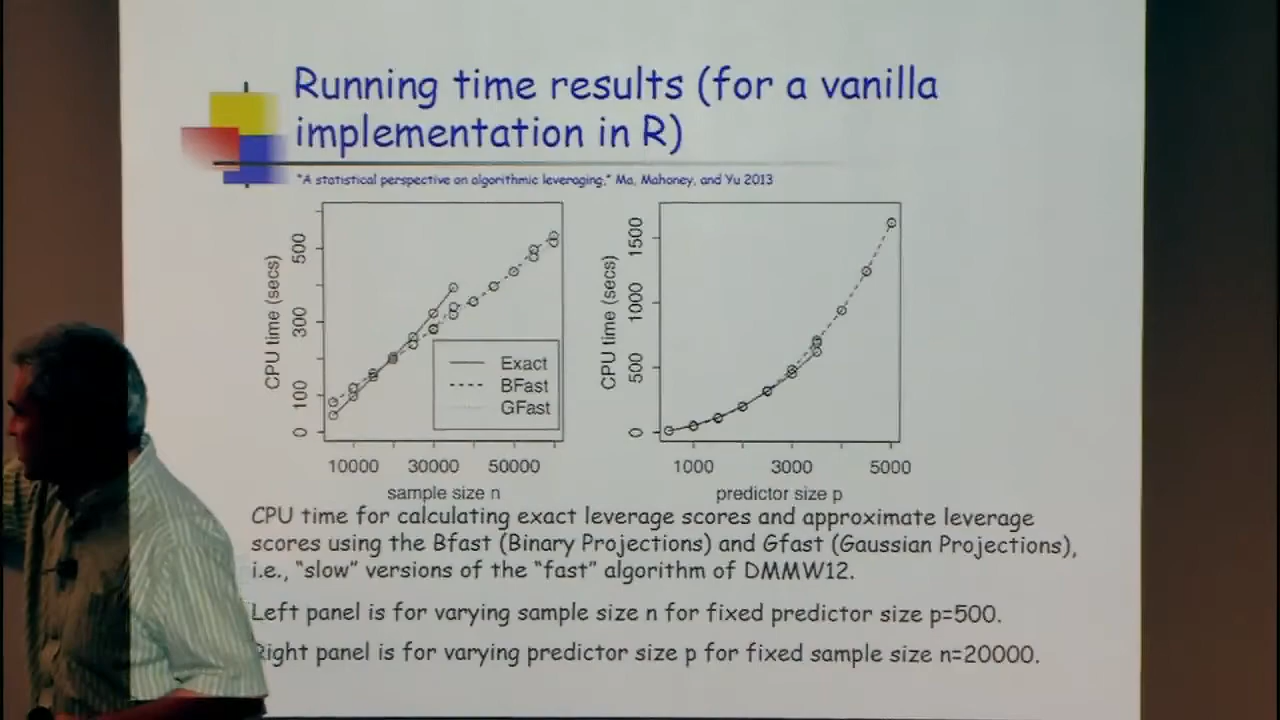 Running time results (for a vanilla
implementation in R)
"A statistical perspective on algorithmic leveraging," Ma, Mahoney, and Yu 2013
CPU time (secs)
0
100
300
500
10000
30000
50000
sample size n
Exact
BFast
GFast
CPU time (secs)
0
500
1000
1500
1000
3000
5000
predictor size p
CPU time for calculating exact leverage scores and approximate leverage
scores using the Bfast (Binary Projections) and Gfast (Gaussian Projections),
i.e., "slow" versions of the "fast" algorithm of DMMW12.
Left panel is for varying sample size n for fixed predictor size p=500.
Right panel is for varying predictor size p for fixed sample size n=20000.